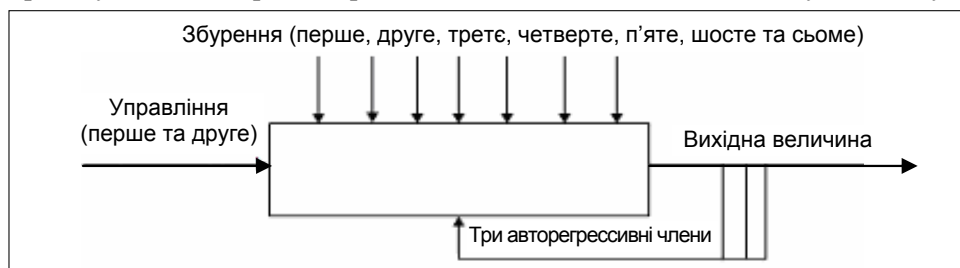 Збурення (перше, друге, третє, четверте, п'яте, шосте та сьоме)
Управління
(перше та друге)
Вихідна величина
Три авторегрессивні члени